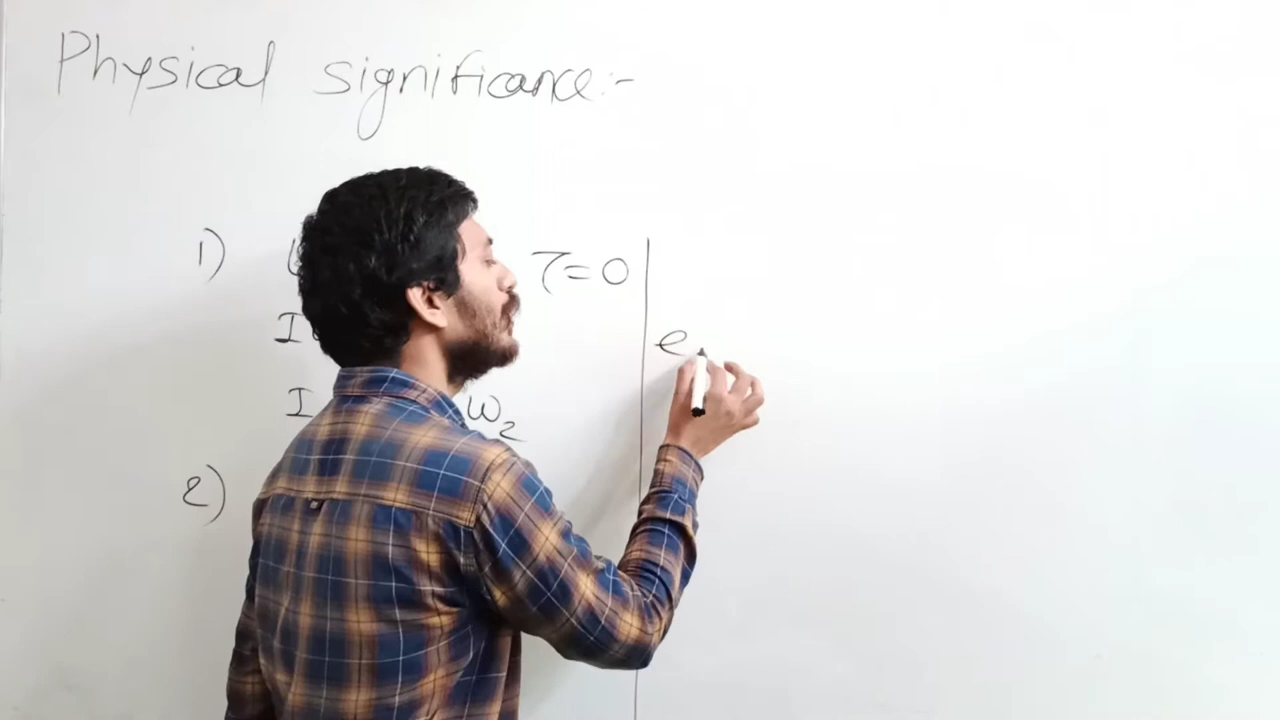 Physical significance:-
1) τ=0
I
I ω₂
2)
e